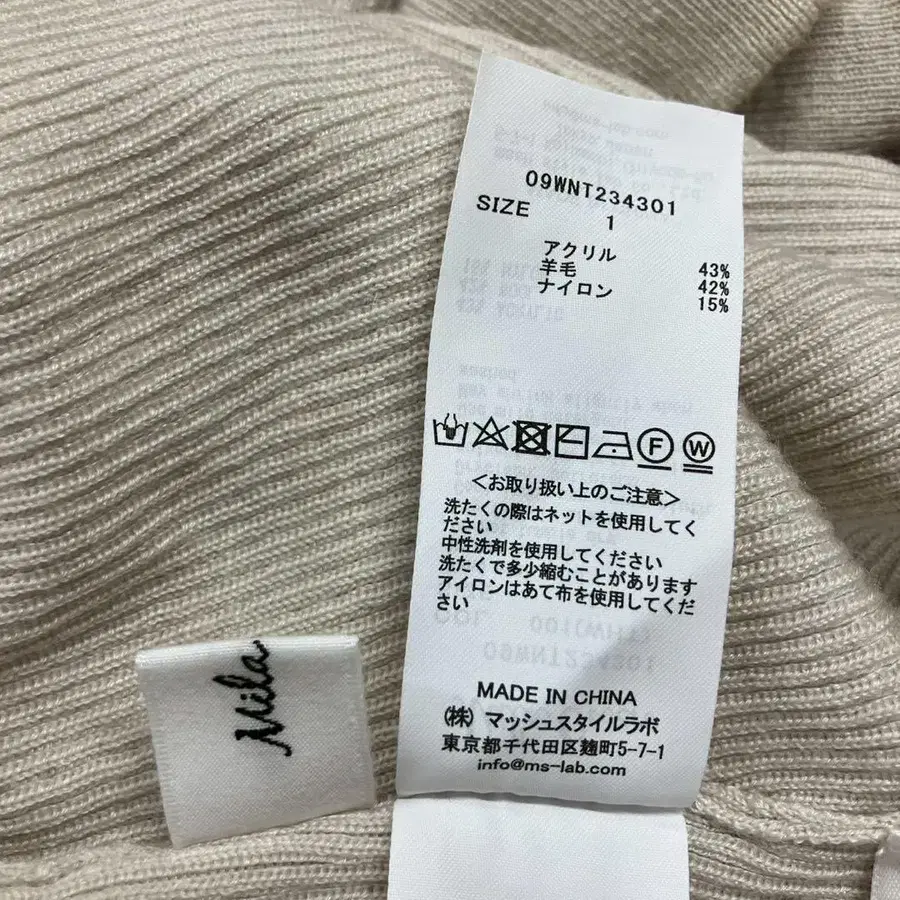 09WNT234301
SIZE 1
アクリル 43%
羊毛 42%
ナイロン 15%
F W
<お取り扱い上のご注意>
洗たくの際はネットを使用してく
ださい
中性洗剤を使用してください
洗たくで多少縮むことがあります
アイロンはあて布を使用してくだ
さい
MADE IN CHINA
(株) マッシュスタイルラボ
東京都千代田区麹町5-7-1
info@ms-lab.com
Mila